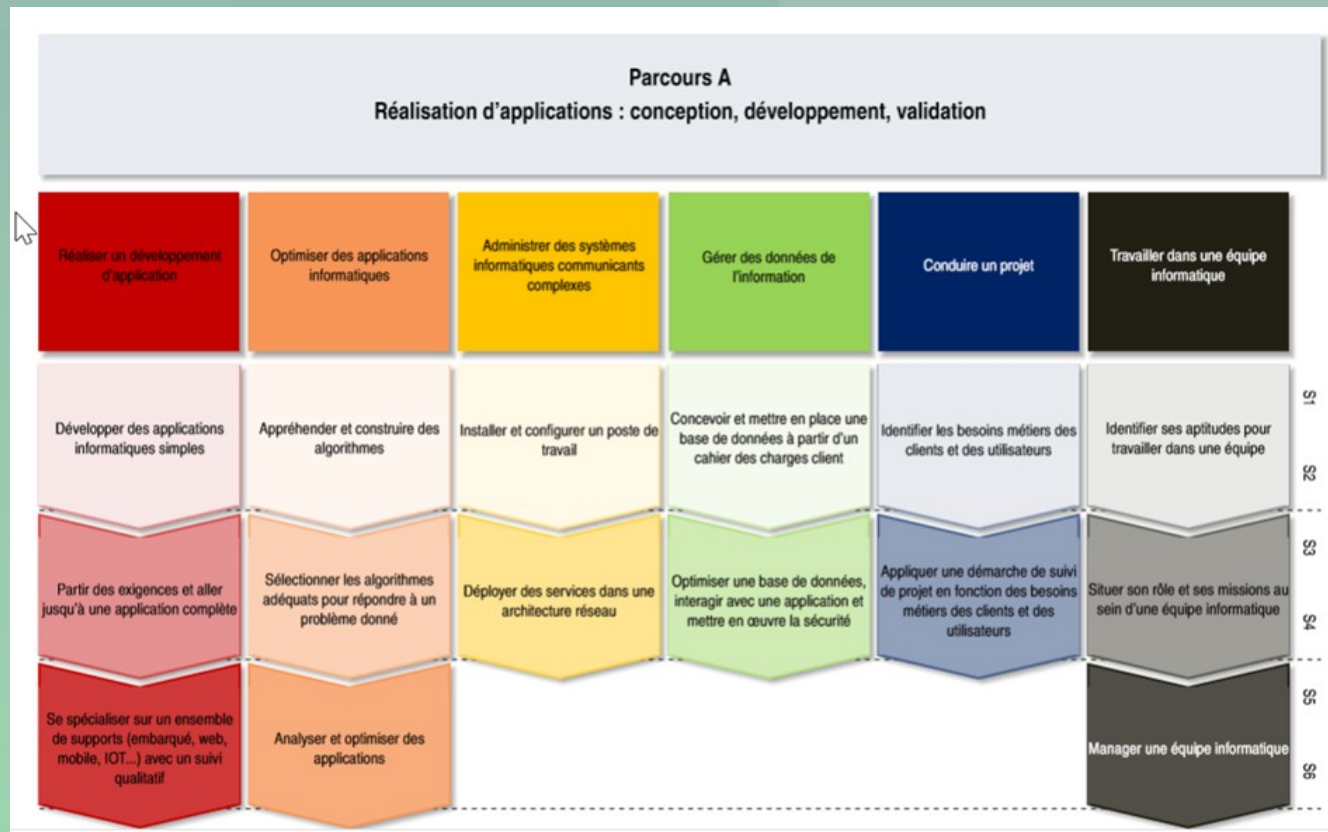 Parcours A
Réalisation d'applications : conception, développement, validation
Réaliser un développement
d'application
Optimiser des applications
informatiques
Administrer des systèmes
informatiques communicants
complexes
Gérer des données de
l'information
Conduire un projet
Travailler dans une équipe
informatique
Développer des applications
informatiques simples
Appréhender et construire des
algorithmes
Installer et configurer un poste de
travail
Concevoir et mettre en place une
base de données à partir d'un
cahier des charges client
Identifier les besoins métiers des
clients et des utilisateurs
Identifier ses aptitudes pour
travailler dans une équipe
S1
S2
Partir des exigences et aller
jusqu'à une application complète
Sélectionner les algorithmes
adéquats pour répondre à un
problème donné
Déployer des services dans une
architecture réseau
Optimiser une base de données,
interagir avec une application et
mettre en œuvre la sécurité
Appliquer une démarche de suivi
de projet en fonction des besoins
métiers des clients et des
utilisateurs
Situer son rôle et ses missions au
sein d'une équipe informatique
S3
S4
Se spécialiser sur un ensemble
de supports (embarqué, web,
mobile, IOT...) avec un suivi
qualitatif
Analyser et optimiser des
applications
Manager une équipe informatique
S5
S6